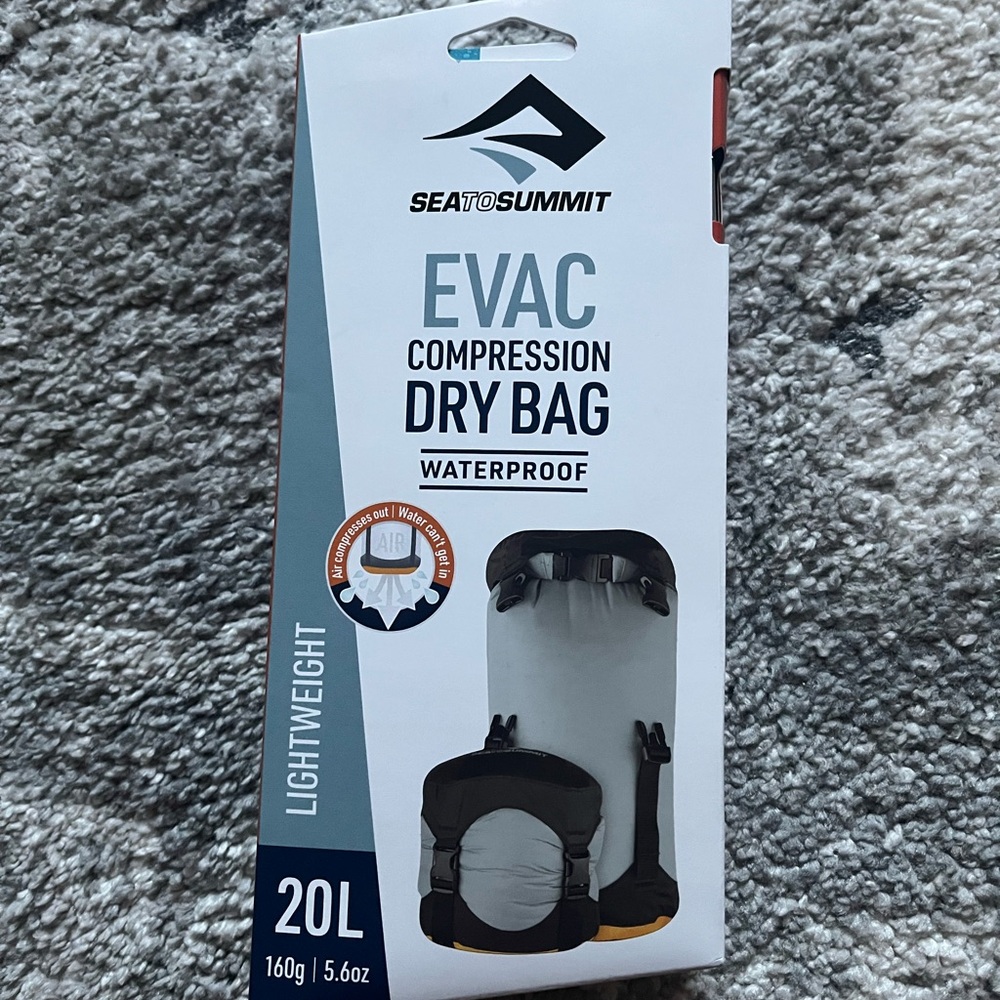 SEATOSUMMIT
EVAC
COMPRESSION
DRY BAG
WATERPROOF
Air compresses out | Water can't get in
AIR
LIGHTWEIGHT
20L
160g | 5.6oz